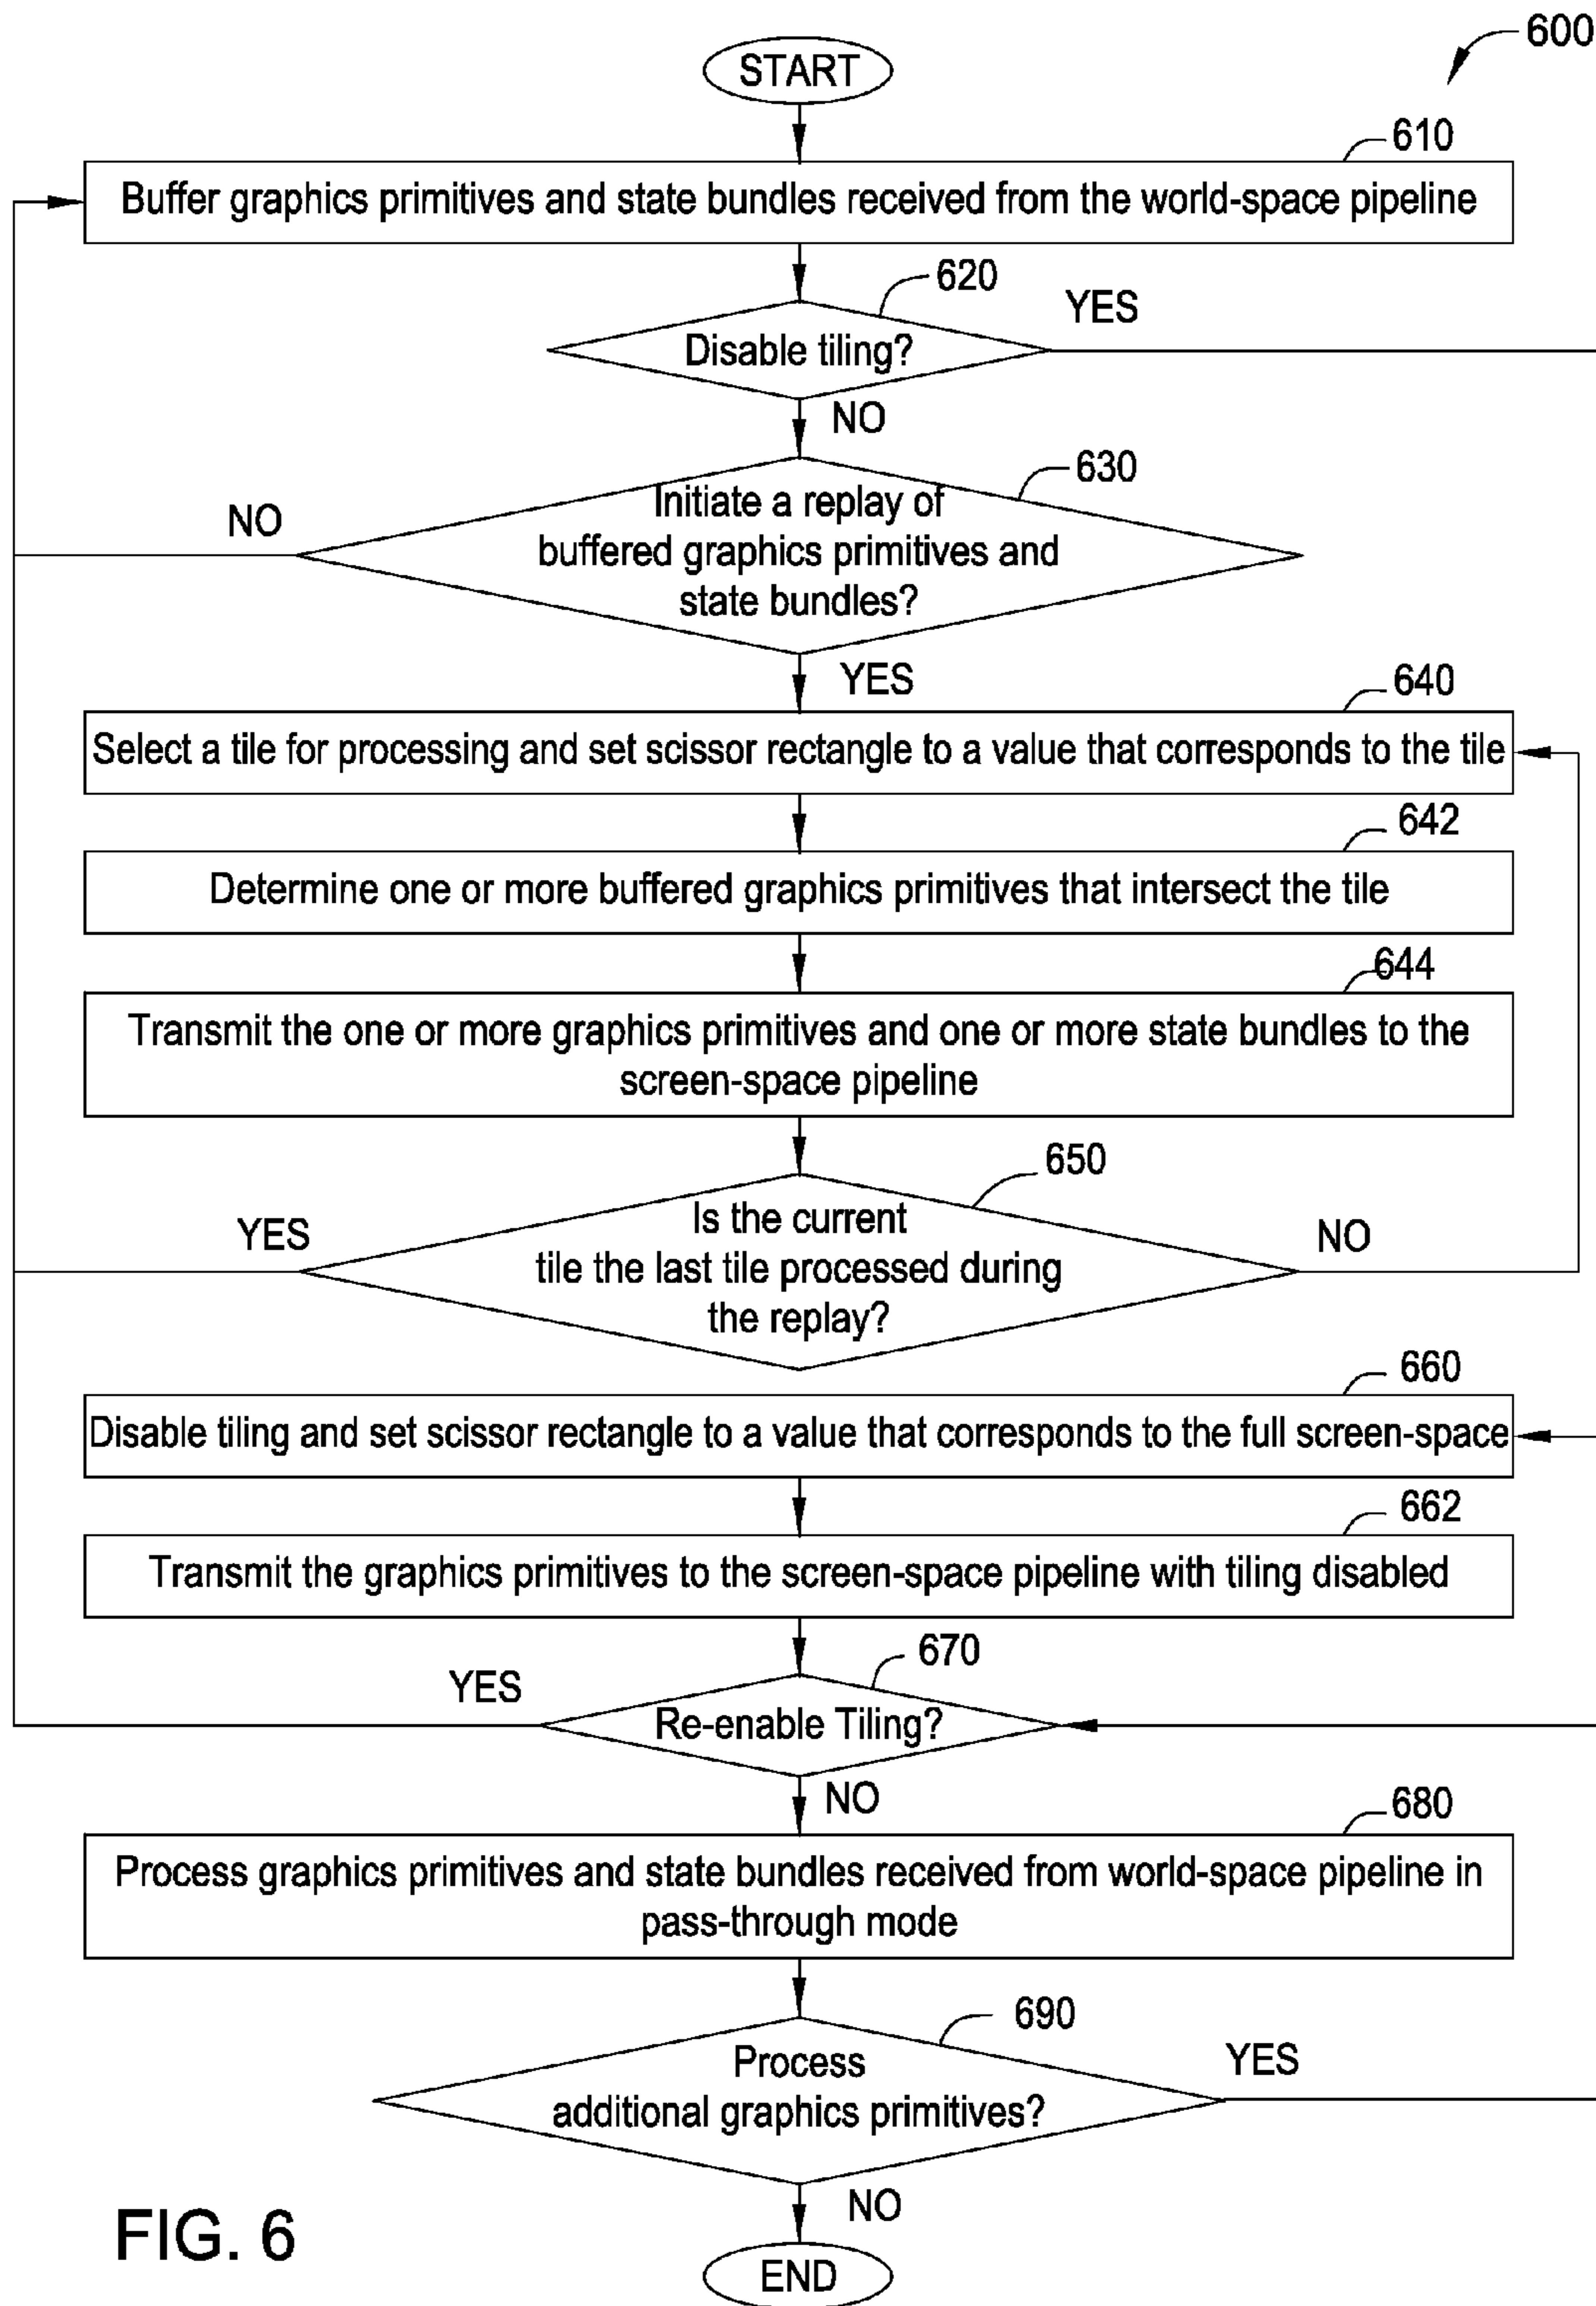 600
START
610
Buffer graphics primitives and state bundles received from the world-space pipeline
620
YES
Disable tiling?
NO
630
NO
Initiate a replay of
buffered graphics primitives and
state bundles?
YES
640
Select a tile for processing and set scissor rectangle to a value that corresponds to the tile
642
Determine one or more buffered graphics primitives that intersect the tile
644
Transmit the one or more graphics primitives and one or more state bundles to the
screen-space pipeline
650
YES
Is the current
tile the last tile processed during
the replay?
NO
660
Disable tiling and set scissor rectangle to a value that corresponds to the full screen-space
662
Transmit the graphics primitives to the screen-space pipeline with tiling disabled
670
YES
Re-enable Tiling?
NO
680
Process graphics primitives and state bundles received from world-space pipeline in
pass-through mode
690
Process
additional graphics primitives?
YES
NO
FIG. 6
END